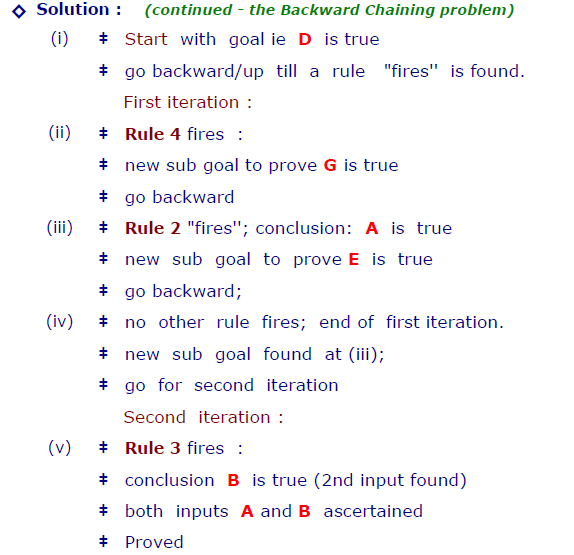 ◇ Solution : (continued - the Backward Chaining problem)
(i) ‡ Start with goal ie D is true
‡ go backward/up till a rule "fires'' is found.
First iteration :
(ii) ‡ Rule 4 fires :
‡ new sub goal to prove G is true
‡ go backward
(iii) ‡ Rule 2 "fires''; conclusion: A is true
‡ new sub goal to prove E is true
‡ go backward;
(iv) ‡ no other rule fires; end of first iteration.
‡ new sub goal found at (iii);
‡ go for second iteration
Second iteration :
(v) ‡ Rule 3 fires :
‡ conclusion B is true (2nd input found)
‡ both inputs A and B ascertained
‡ Proved